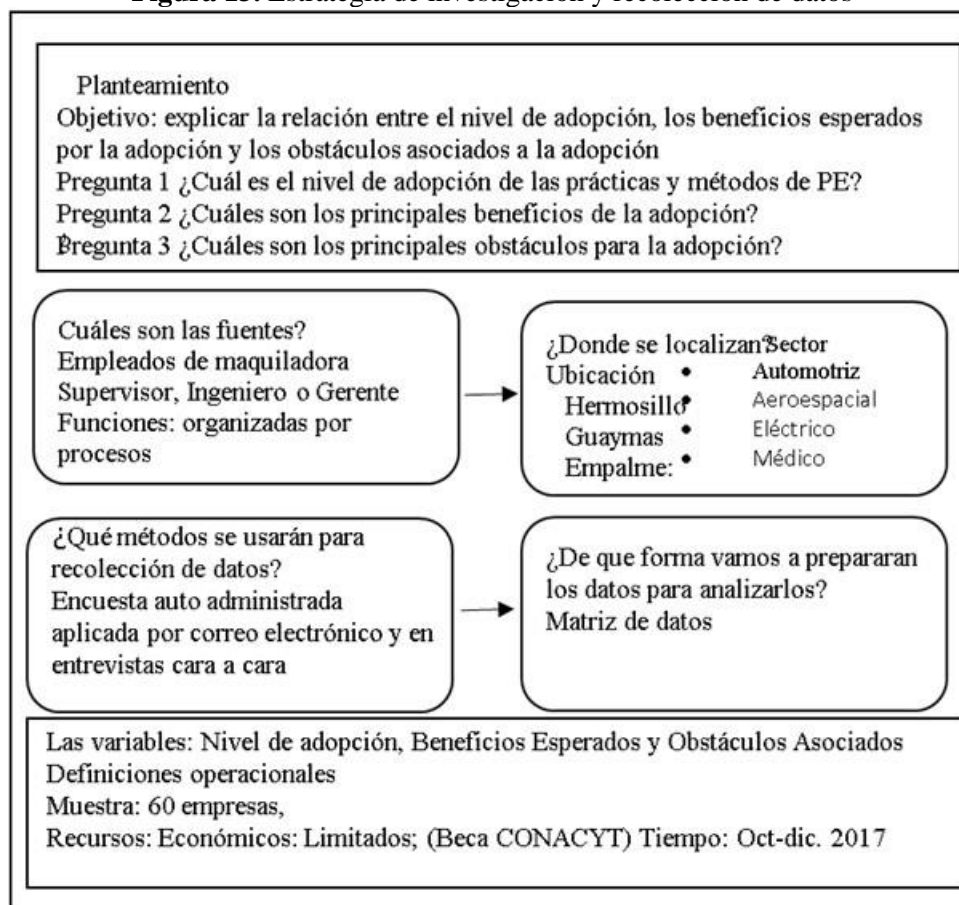 Figura 13. Estrategia de investigación y recolección de datos
Planteamiento
Objetivo: explicar la relación entre el nivel de adopción, los beneficios esperados
por la adopción y los obstáculos asociados a la adopción
Pregunta 1 ¿Cuál es el nivel de adopción de las prácticas y métodos de PE?
Pregunta 2 ¿Cuáles son los principales beneficios de la adopción?
Pregunta 3 ¿Cuáles son los principales obstáculos para la adopción?
Cuáles son las fuentes?
Empleados de maquiladora
Supervisor, Ingeniero o Gerente
Funciones: organizadas por
procesos
¿Donde se localizan?
Ubicación
Hermosillo
Guaymas
Empalme:
Sector
• Automotriz
• Aeroespacial
• Eléctrico
• Médico
¿Qué métodos se usarán para
recolección de datos?
Encuesta auto administrada
aplicada por correo electrónico y en
entrevistas cara a cara
¿De que forma vamos a prepararan
los datos para analizarlos?
Matriz de datos
Las variables: Nivel de adopción, Beneficios Esperados y Obstáculos Asociados
Definiciones operacionales
Muestra: 60 empresas,
Recursos: Económicos: Limitados; (Beca CONACYT) Tiempo: Oct-dic. 2017